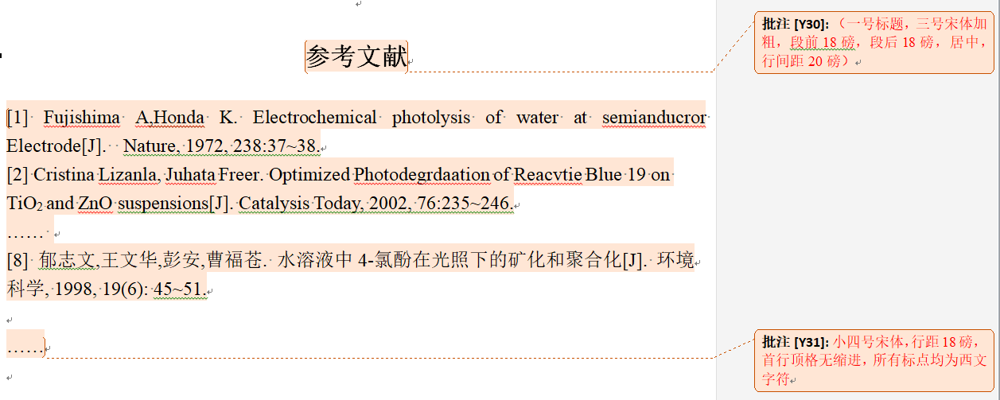 参考文献
[1] Fujishima A,Honda K. Electrochemical photolysis of water at semianducror
Electrode[J]. Nature, 1972, 238:37~38.
[2] Cristina Lizanla, Juhata Freer. Optimized Photodegrdaation of Reacvtie Blue 19 on
TiO2 and ZnO suspensions[J]. Catalysis Today, 2002, 76:235~246.
……
[8] 郁志文,王文华,彭安,曹福苍. 水溶液中 4-氯酚在光照下的矿化和聚合化[J]. 环境
科学, 1998, 19(6): 45~51.
……
批注 [Y30]: （一号标题，三号宋体加
粗，段前 18 磅，段后 18 磅，居中，
行间距 20 磅）
批注 [Y31]: 小四号宋体，行距 18 磅，
首行顶格无缩进，所有标点均为西文
字符